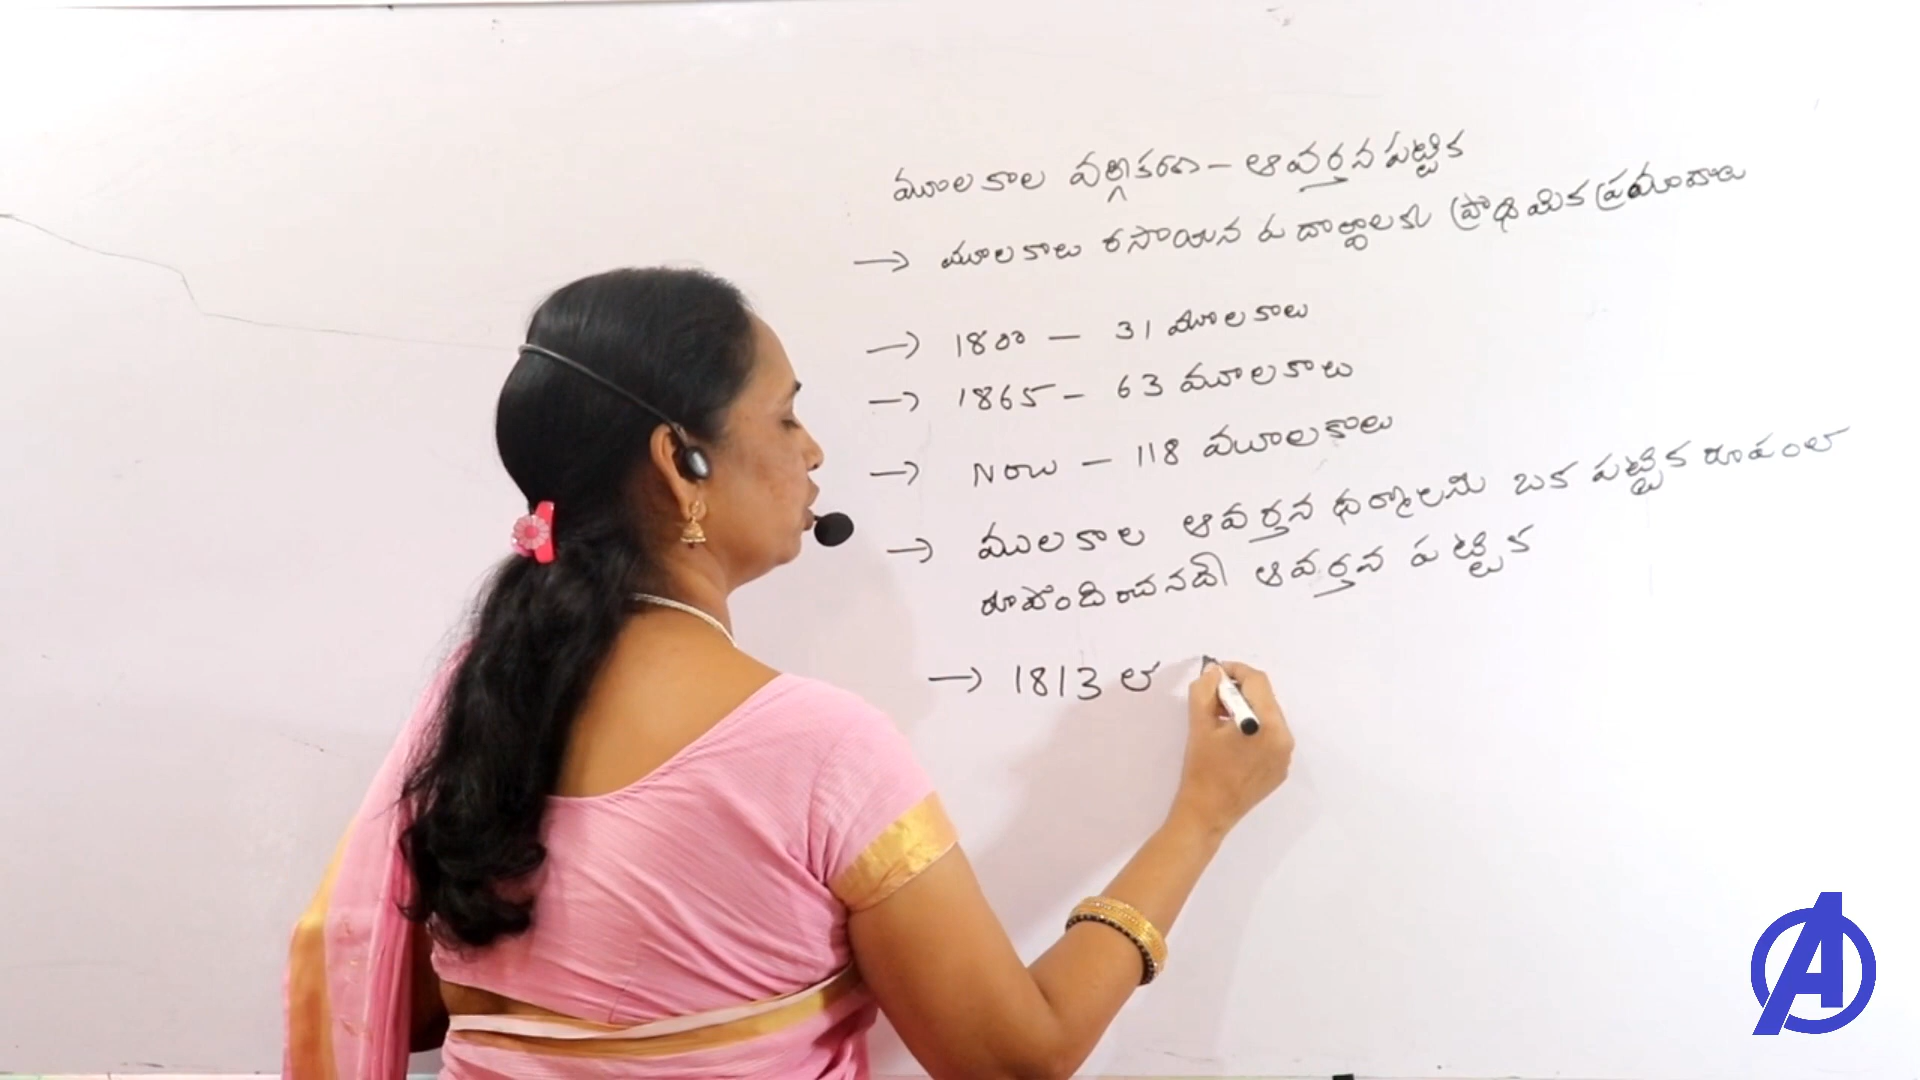 మూలకాల వర్గికరణ - ఆవర్తన పట్టిక
→ మూలకాలు రసాయన పదార్థాలకు ప్రాథమిక ప్రమాణాలు
→ 1800 - 31 మూలకాలు
→ 1865 - 63 మూలకాలు
→ Now - 118 మూలకాలు
→ ములకాల ఆవర్తన ధర్మాలను ఒక పట్టిక రూపంలో
రూపొందించినదే ఆవర్తన పట్టిక
→ 1813 లో